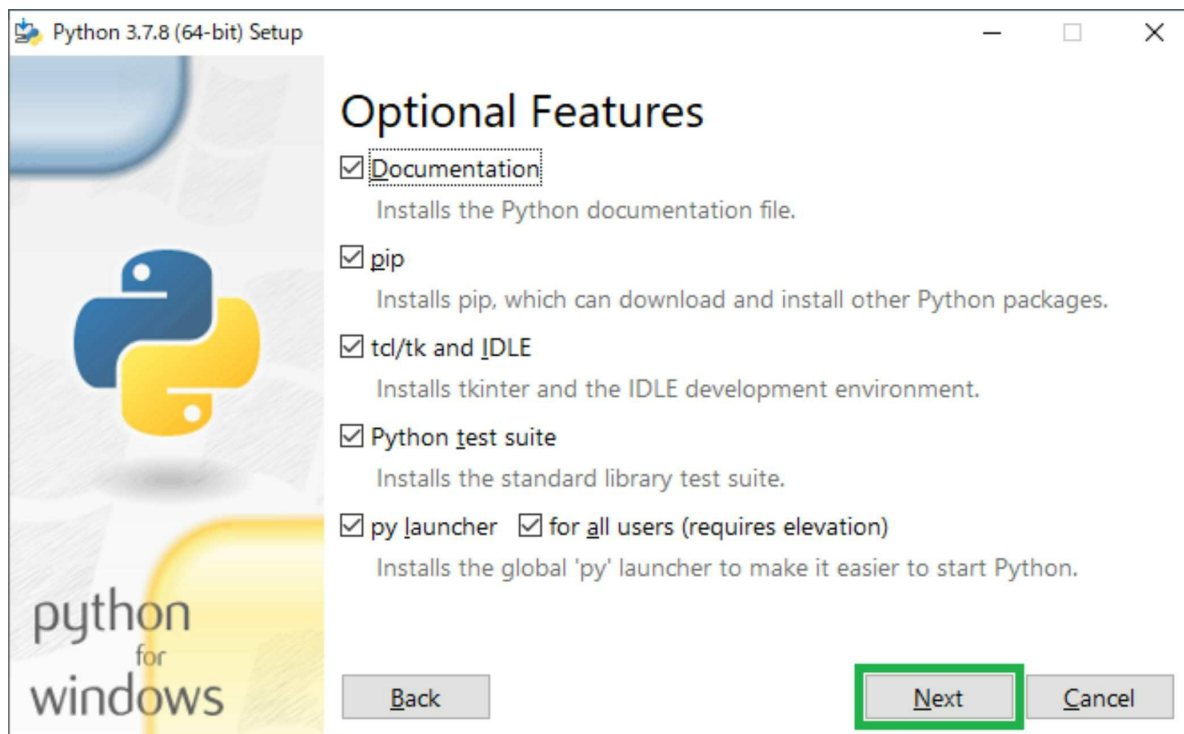 Python 3.7.8 (64-bit) Setup
Optional Features
Documentation
Installs the Python documentation file.
pip
Installs pip, which can download and install other Python packages.
tcl/tk and IDLE
Installs tkinter and the IDLE development environment.
Python test suite
Installs the standard library test suite.
py launcher for all users (requires elevation)
Installs the global 'py' launcher to make it easier to start Python.
python
for
windows
Back Next Cancel